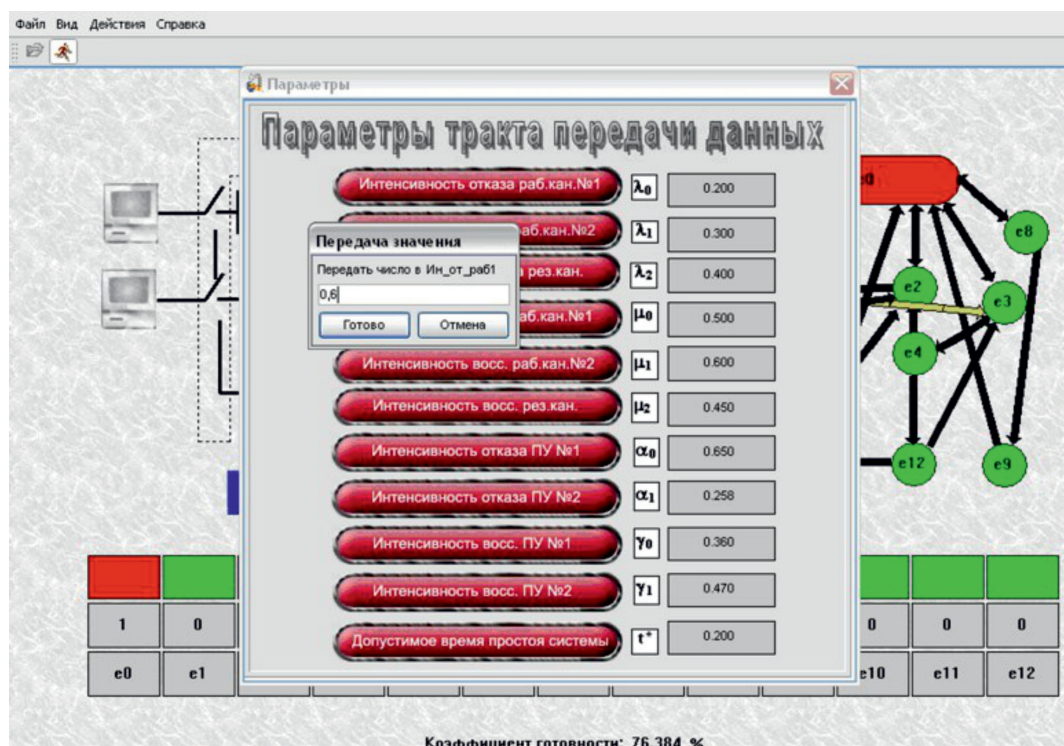 Файл Вид Действия Справка
Параметры
Параметры тракта передачи данных
Интенсивность отказа раб.кан.№1 λ0 0.200
раб.кан.№2 λ1 0.300
рез.кан. λ2 0.400
аб.кан.№1 μ0 0.500
Передача значения
Передать число в Ин_от_раб1
0,6
Готово Отмена
Интенсивность восс. раб.кан.№2 μ1 0.600
Интенсивность восс. рез.кан. μ2 0.450
Интенсивность отказа ПУ №1 α0 0.650
Интенсивность отказа ПУ №2 α1 0.258
Интенсивность восс. ПУ №1 γ0 0.360
Интенсивность восс. ПУ №2 γ1 0.470
Допустимое время простоя системы t* 0.200
e0
e8
e2
e3
e4
e12
e9
1 0 0 0 0
e0 e1 e10 e11 e12
Коэффициент готовности: 76.384 %